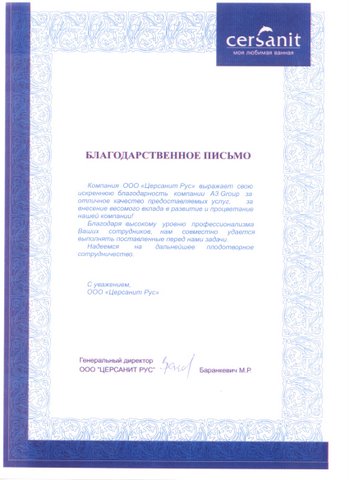 cersanit
моя любимая ванная
БЛАГОДАРСТВЕННОЕ ПИСЬМО
Компания ООО «Церсанит Рус» выражает свою
искреннюю благодарность компании A3 Group за
отличное качество предоставляемых услуг, за
внесение весомого вклада в развитие и процветание
нашей компании!
Благодаря высокому уровню профессионализма
Ваших сотрудников, нам совместно удается
выполнять поставленные перед нами задачи.
Надеемся на дальнейшее плодотворное
сотрудничество.
С уважением,
ООО «Церсанит Рус»
Генеральный директор
ООО "ЦЕРСАНИТ РУС" Баранкевич М.Р.